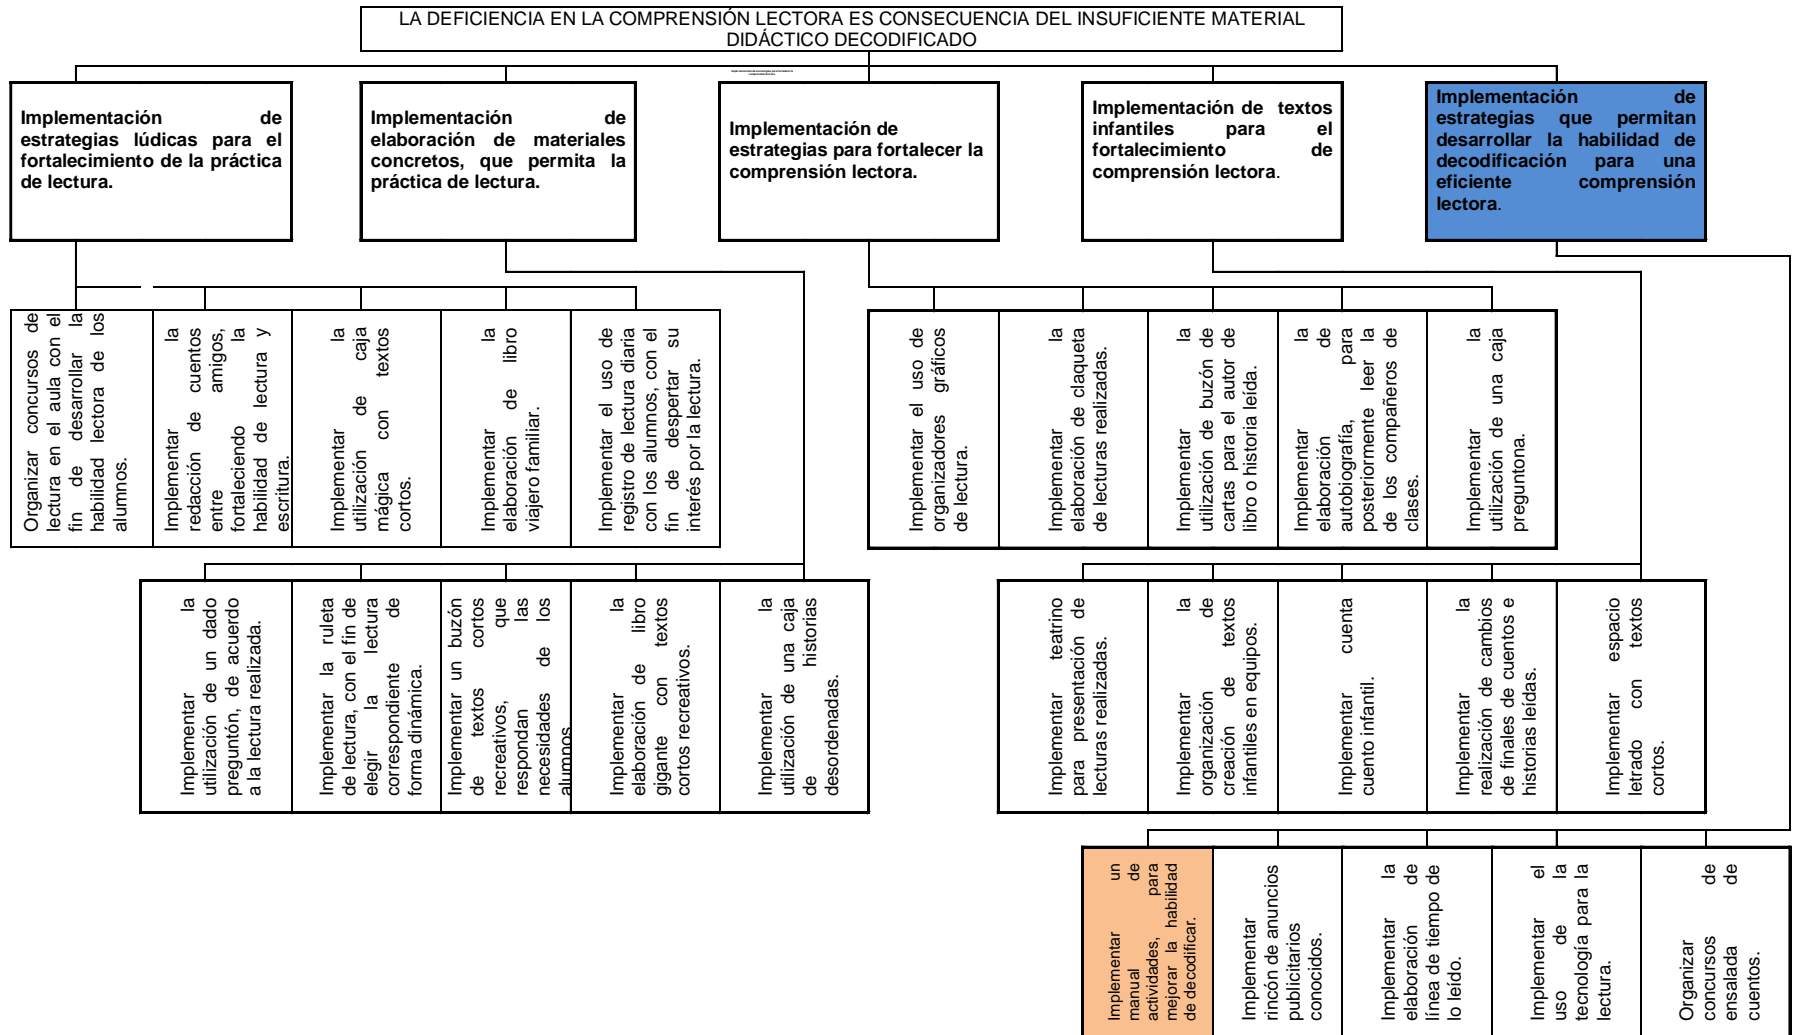 LA DEFICIENCIA EN LA COMPRENSIÓN LECTORA ES CONSECUENCIA DEL INSUFICIENTE MATERIAL
DIDÁCTICO DECODIFICADO
Implementación de
estrategias lúdicas para el
fortalecimiento de la práctica
de lectura.
Implementación de
elaboración de materiales
concretos, que permita la
práctica de lectura.
Implementación de
estrategias para fortalecer la
comprensión lectora.
Implementación de textos
infantiles para el
fortalecimiento de
comprensión lectora.
Implementación de
estrategias que permitan
desarrollar la habilidad de
decodificación para una
eficiente comprensión
lectora.
Organizar concursos de
lectura en el aula con el
fin de desarrollar la
habilidad lectora de los
alumnos.
Implementar la
redacción de cuentos
entre amigos,
fortaleciendo la
habilidad de lectura y
escritura.
Implementar la
utilización de caja
mágica con textos
cortos.
Implementar la
elaboración de libro
viajero familiar.
Implementar el uso de
registro de lectura diaria
con los alumnos, con el
fin de despertar su
interés por la lectura.
Implementar el uso de
organizadores gráficos
de lectura.
Implementar la
elaboración de claqueta
de lecturas realizadas.
Implementar la
utilización de buzón de
cartas para el autor de
libro o historia leída.
Implementar la
elaboración de
autobiografía, para
posteriormente leer la
de los compañeros de
clases.
Implementar la
utilización de una caja
preguntona.
Implementar la
utilización de un dado
preguntón, de acuerdo
a la lectura realizada.
Implementar la ruleta
de lectura, con el fin de
elegir la lectura
correspondiente de
forma dinámica.
Implementar un buzón
de textos cortos
recreativos, que
respondan las
necesidades de los
alumnos
Implementar la
elaboración de libro
gigante con textos
cortos recreativos.
Implementar la
utilización de una caja
de historias
desordenadas.
Implementar teatrino
para presentación de
lecturas realizadas.
Implementar la
organización de
creación de textos
infantiles en equipos.
Implementar cuenta
cuento infantil.
Implementar la
realización de cambios
de finales de cuentos e
historias leídas.
Implementar espacio
letrado con textos
cortos.
Implementar un
manual de
actividades, para
mejorar la habilidad
de decodificar.
Implementar
rincón de anuncios
publicitarios
conocidos.
Implementar la
elaboración de
línea de tiempo de
lo leído.
Implementar el
uso de la
tecnología para la
lectura.
Organizar de
concursos de
ensalada de
cuentos.